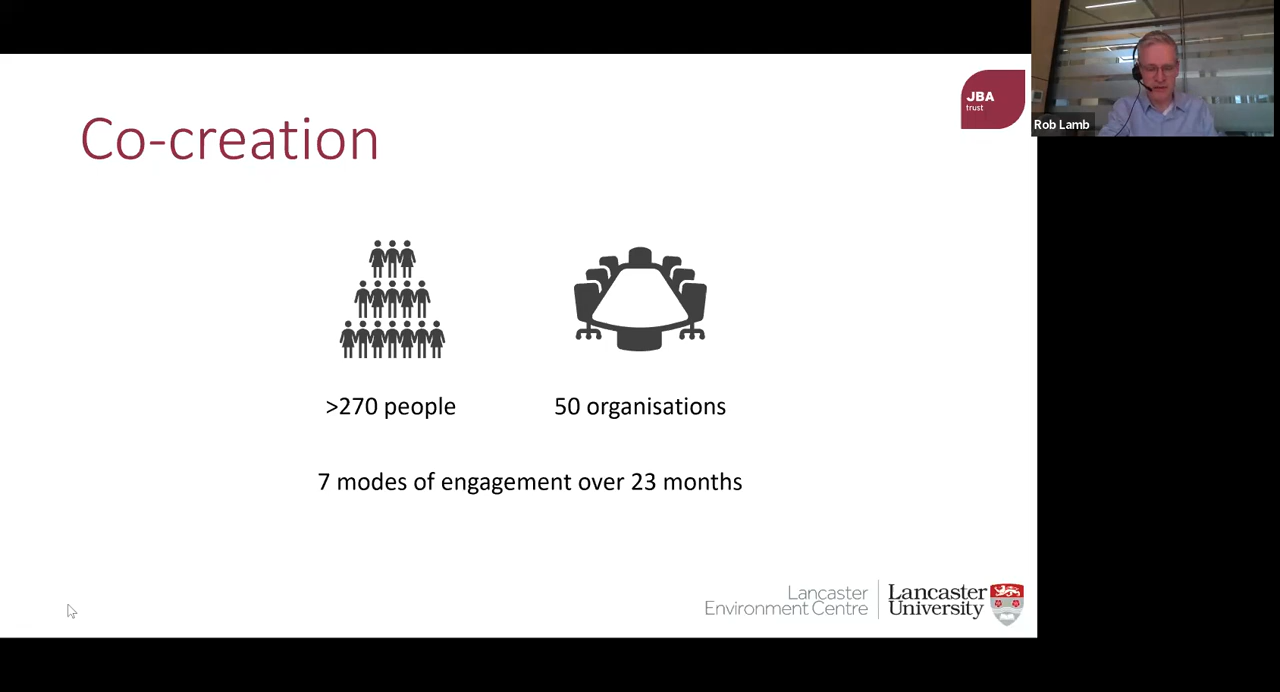 Co-creation
JBA
trust
Rob Lamb
>270 people
50 organisations
7 modes of engagement over 23 months
Lancaster
Environment Centre
Lancaster
University